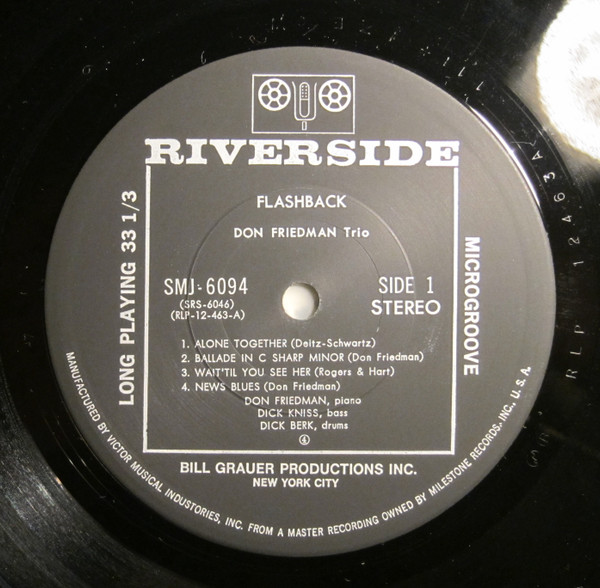 RIVERSIDE
FLASHBACK
DON FRIEDMAN Trio
SMJ-6094
(SRS-6046)
(RLP-12-463-A)
SIDE 1
STEREO
LONG PLAYING 33 1/3
MICROGROOVE
1. ALONE TOGETHER (Deitz-Schwartz)
2. BALLADE IN C SHARP MINOR (Don Friedman)
3. WAIT'TIL YOU SEE HER (Rogers & Hart)
4. NEWS BLUES (Don Friedman)
DON FRIEDMAN, piano
DICK KNISS, bass
DICK BERK, drums
④
BILL GRAUER PRODUCTIONS INC.
NEW YORK CITY
MANUFACTURED BY VICTOR MUSICAL INDUSTRIES, INC. FROM A MASTER RECORDING OWNED BY MILESTONE RECORDS, INC., U.S.A.
RLP 12463A